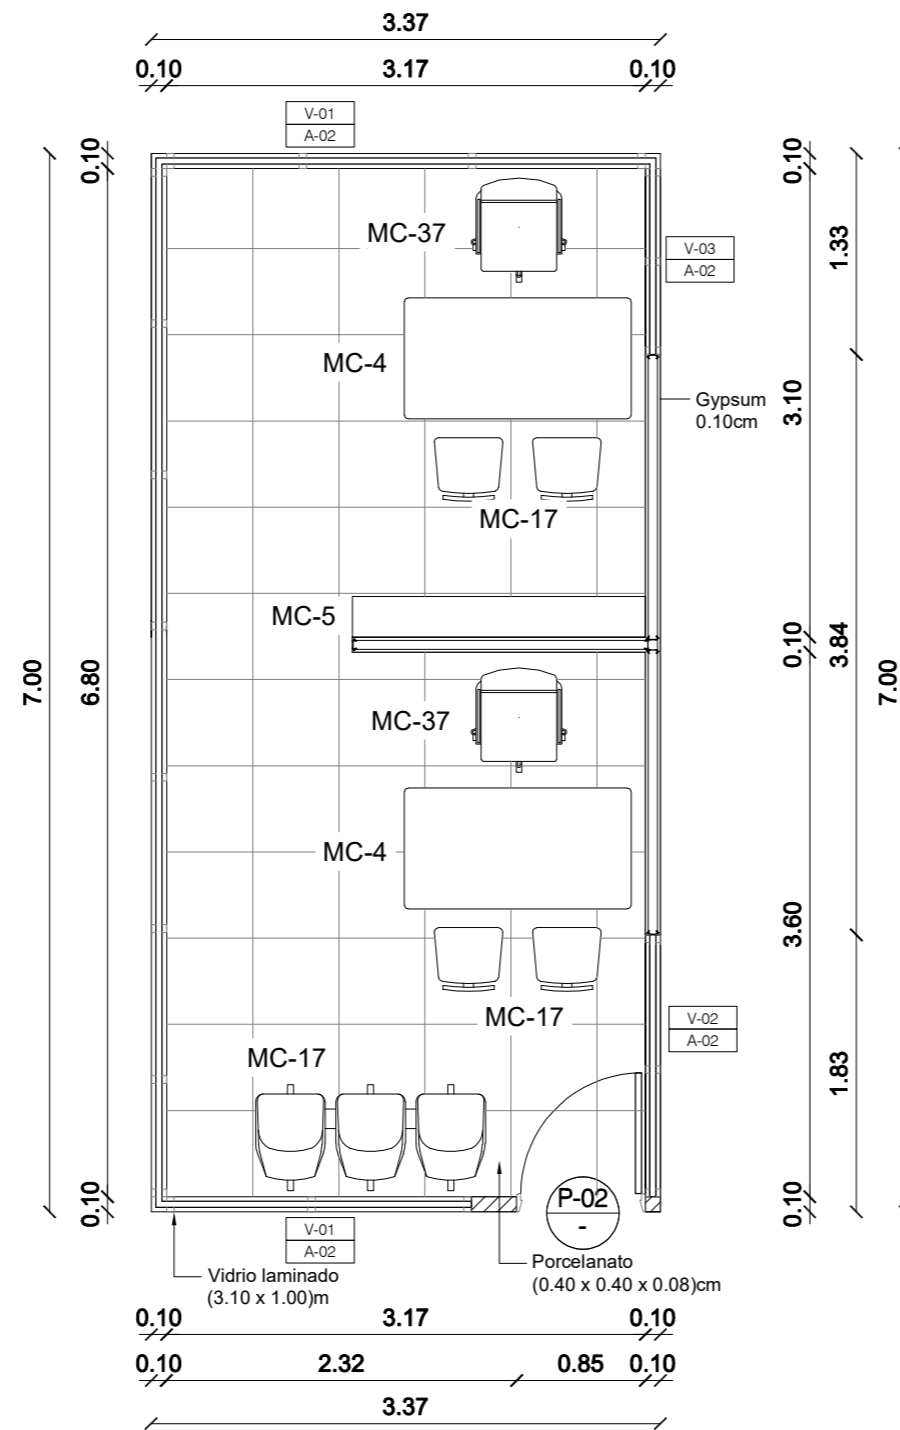 3.37
0.10 3.17 0.10
V-01
A-02
0.10
0.10
1.33
MC-37
V-03
A-02
MC-4
Gypsum
0.10cm
3.10
MC-17
MC-5
0.10
3.84
7.00
6.80
7.00
MC-37
MC-4
3.60
MC-17
V-02
A-02
MC-17
1.83
0.10
0.10
P-02
-
V-01
A-02
Vidrio laminado
(3.10 x 1.00)m
Porcelanato
(0.40 x 0.40 x 0.08)cm
0.10 3.17 0.10
0.10 2.32 0.85 0.10
3.37